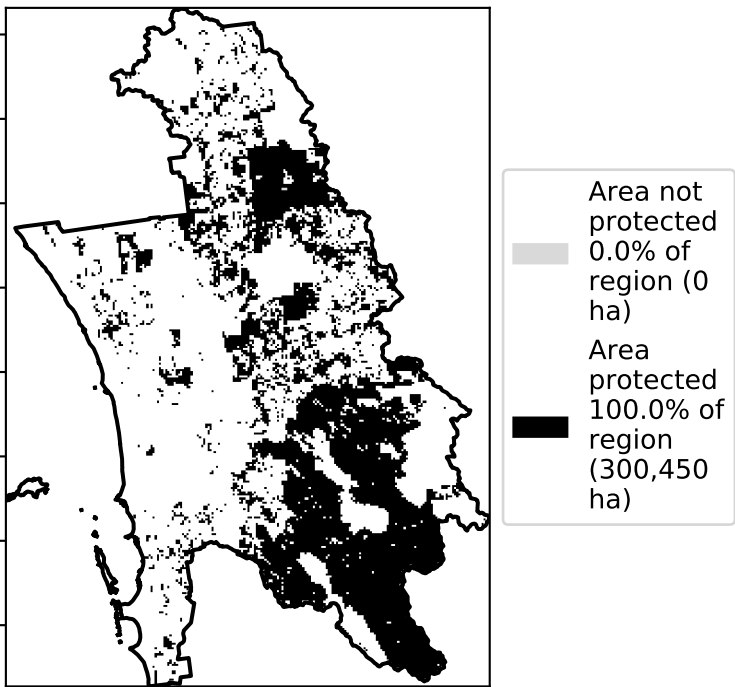 Area not
protected
0.0% of
region (0
ha)
Area
protected
100.0% of
region
(300,450
ha)